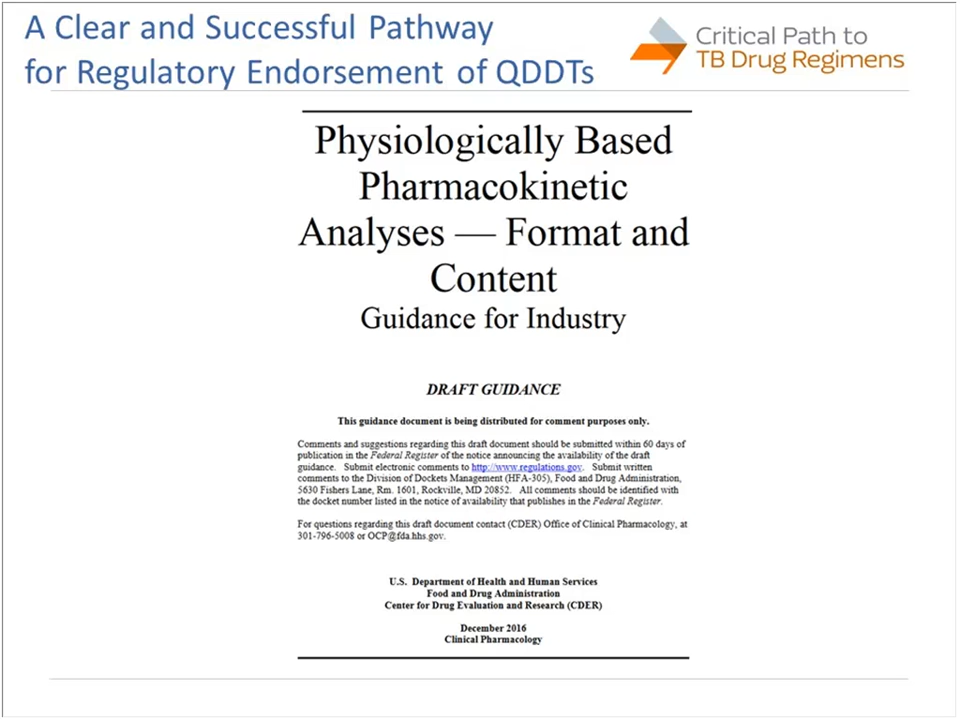 A Clear and Successful Pathway
for Regulatory Endorsement of QDDTs
Critical Path to
TB Drug Regimens
Physiologically Based
Pharmacokinetic
Analyses — Format and
Content
Guidance for Industry
DRAFT GUIDANCE
This guidance document is being distributed for comment purposes only.
Comments and suggestions regarding this draft document should be submitted within 60 days of
publication in the Federal Register of the notice announcing the availability of the draft
guidance. Submit electronic comments to http://www.regulations.gov. Submit written
comments to the Division of Dockets Management (HFA-305), Food and Drug Administration,
5630 Fishers Lane, Rm. 1601, Rockville, MD 20852. All comments should be identified with
the docket number listed in the notice of availability that publishes in the Federal Register.
For questions regarding this draft document contact (CDER) Office of Clinical Pharmacology, at
301-796-5008 or OCP@fda.hhs.gov.
U.S. Department of Health and Human Services
Food and Drug Administration
Center for Drug Evaluation and Research (CDER)
December 2016
Clinical Pharmacology